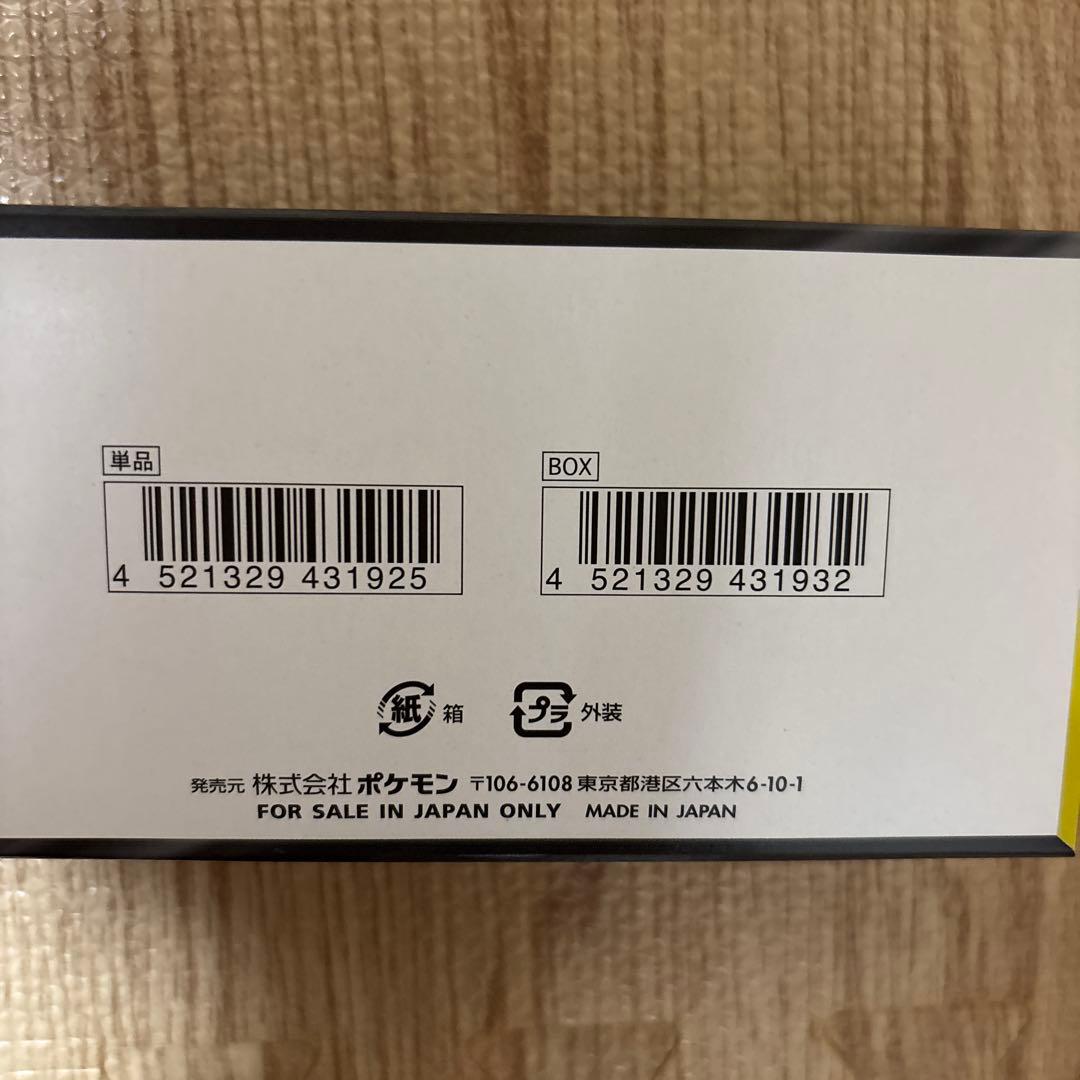 単品
BOX
4 521329 431925
4 521329 431932
紙 箱
プラ 外装
発売元 株式会社 ポケモン 〒106-6108 東京都港区六本木6-10-1
FOR SALE IN JAPAN ONLY MADE IN JAPAN